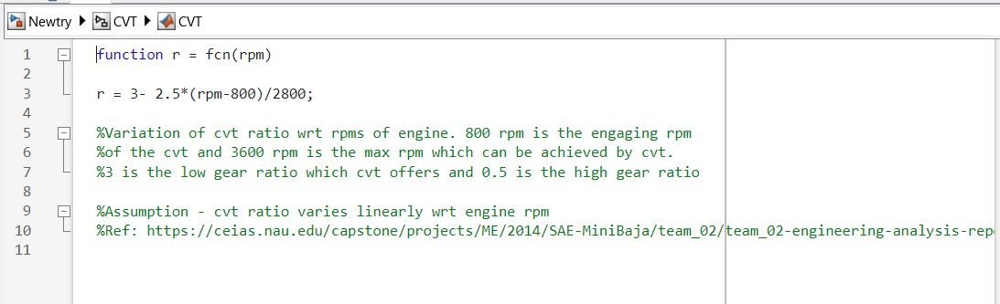 Newtry CVT CVT
1 function r = fcn(rpm)
2
3 r = 3- 2.5*(rpm-800)/2800;
4
5 %Variation of cvt ratio wrt rpms of engine. 800 rpm is the engaging rpm
6 %of the cvt and 3600 rpm is the max rpm which can be achieved by cvt.
7 %3 is the low gear ratio which cvt offers and 0.5 is the high gear ratio
8
9 %Assumption - cvt ratio varies linearly wrt engine rpm
10 %Ref: https://ceias.nau.edu/capstone/projects/ME/2014/SAE-MiniBaja/team_02/team_02-engineering-analysis-rep
11